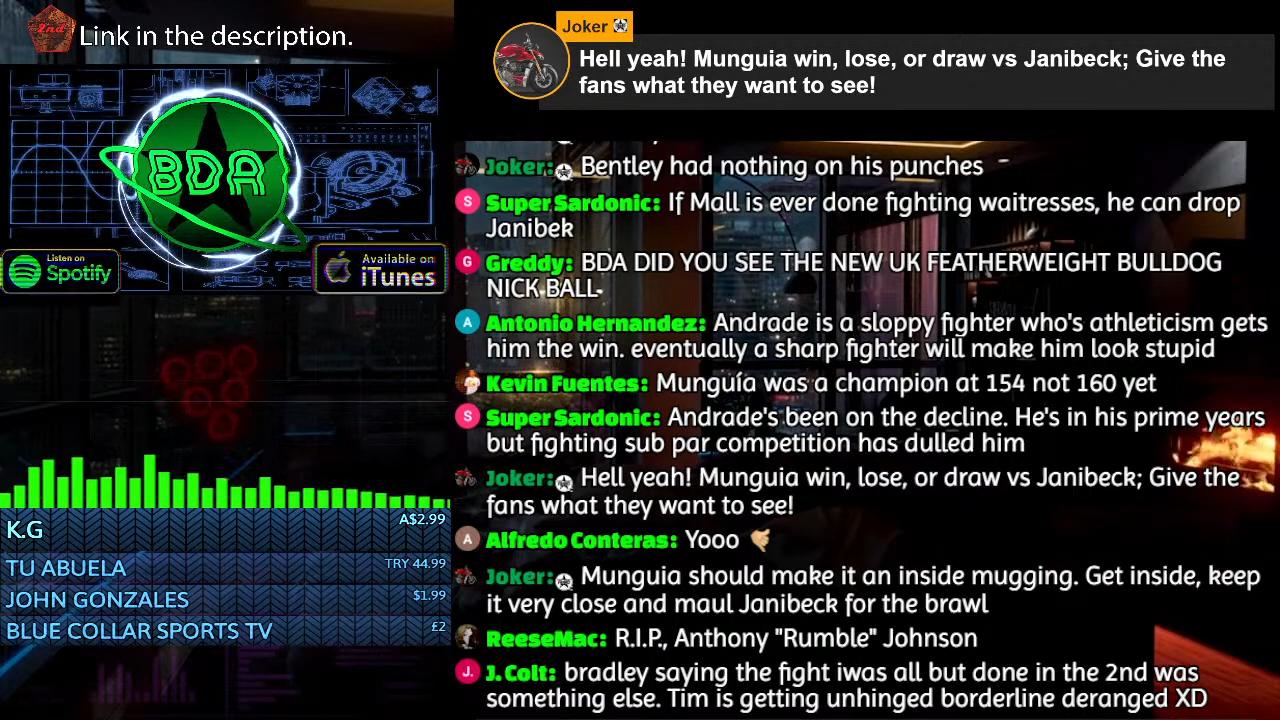 2nd
Link in the description.
BDA
Listen on
Spotify
Available on
iTunes
K.G
A$2.99
TU ABUELA
TRY 44.99
JOHN GONZALES
$1.99
BLUE COLLAR SPORTS TV
£2
Joker
Hell yeah! Munguia win, lose, or draw vs Janibeck; Give the
fans what they want to see!
Joker: Bentley had nothing on his punches
S Super Sardonic: If Mall is ever done fighting waitresses, he can drop
Janibek
G Greddy: BDA DID YOU SEE THE NEW UK FEATHERWEIGHT BULLDOG
NICK BALL
A Antonio Hernandez: Andrade is a sloppy fighter who's athleticism gets
him the win. eventually a sharp fighter will make him look stupid
Kevin Fuentes: Munguía was a champion at 154 not 160 yet
S Super Sardonic: Andrade's been on the decline. He's in his prime years
but fighting sub par competition has dulled him
Joker: Hell yeah! Munguia win, lose, or draw vs Janibeck; Give the
fans what they want to see!
A Alfredo Conteras: Yooo
Joker: Munguia should make it an inside mugging. Get inside, keep
it very close and maul Janibeck for the brawl
ReeseMac: R.I.P., Anthony "Rumble" Johnson
J. J. Colt: bradley saying the fight iwas all but done in the 2nd was
something else. Tim is getting unhinged borderline deranged XD